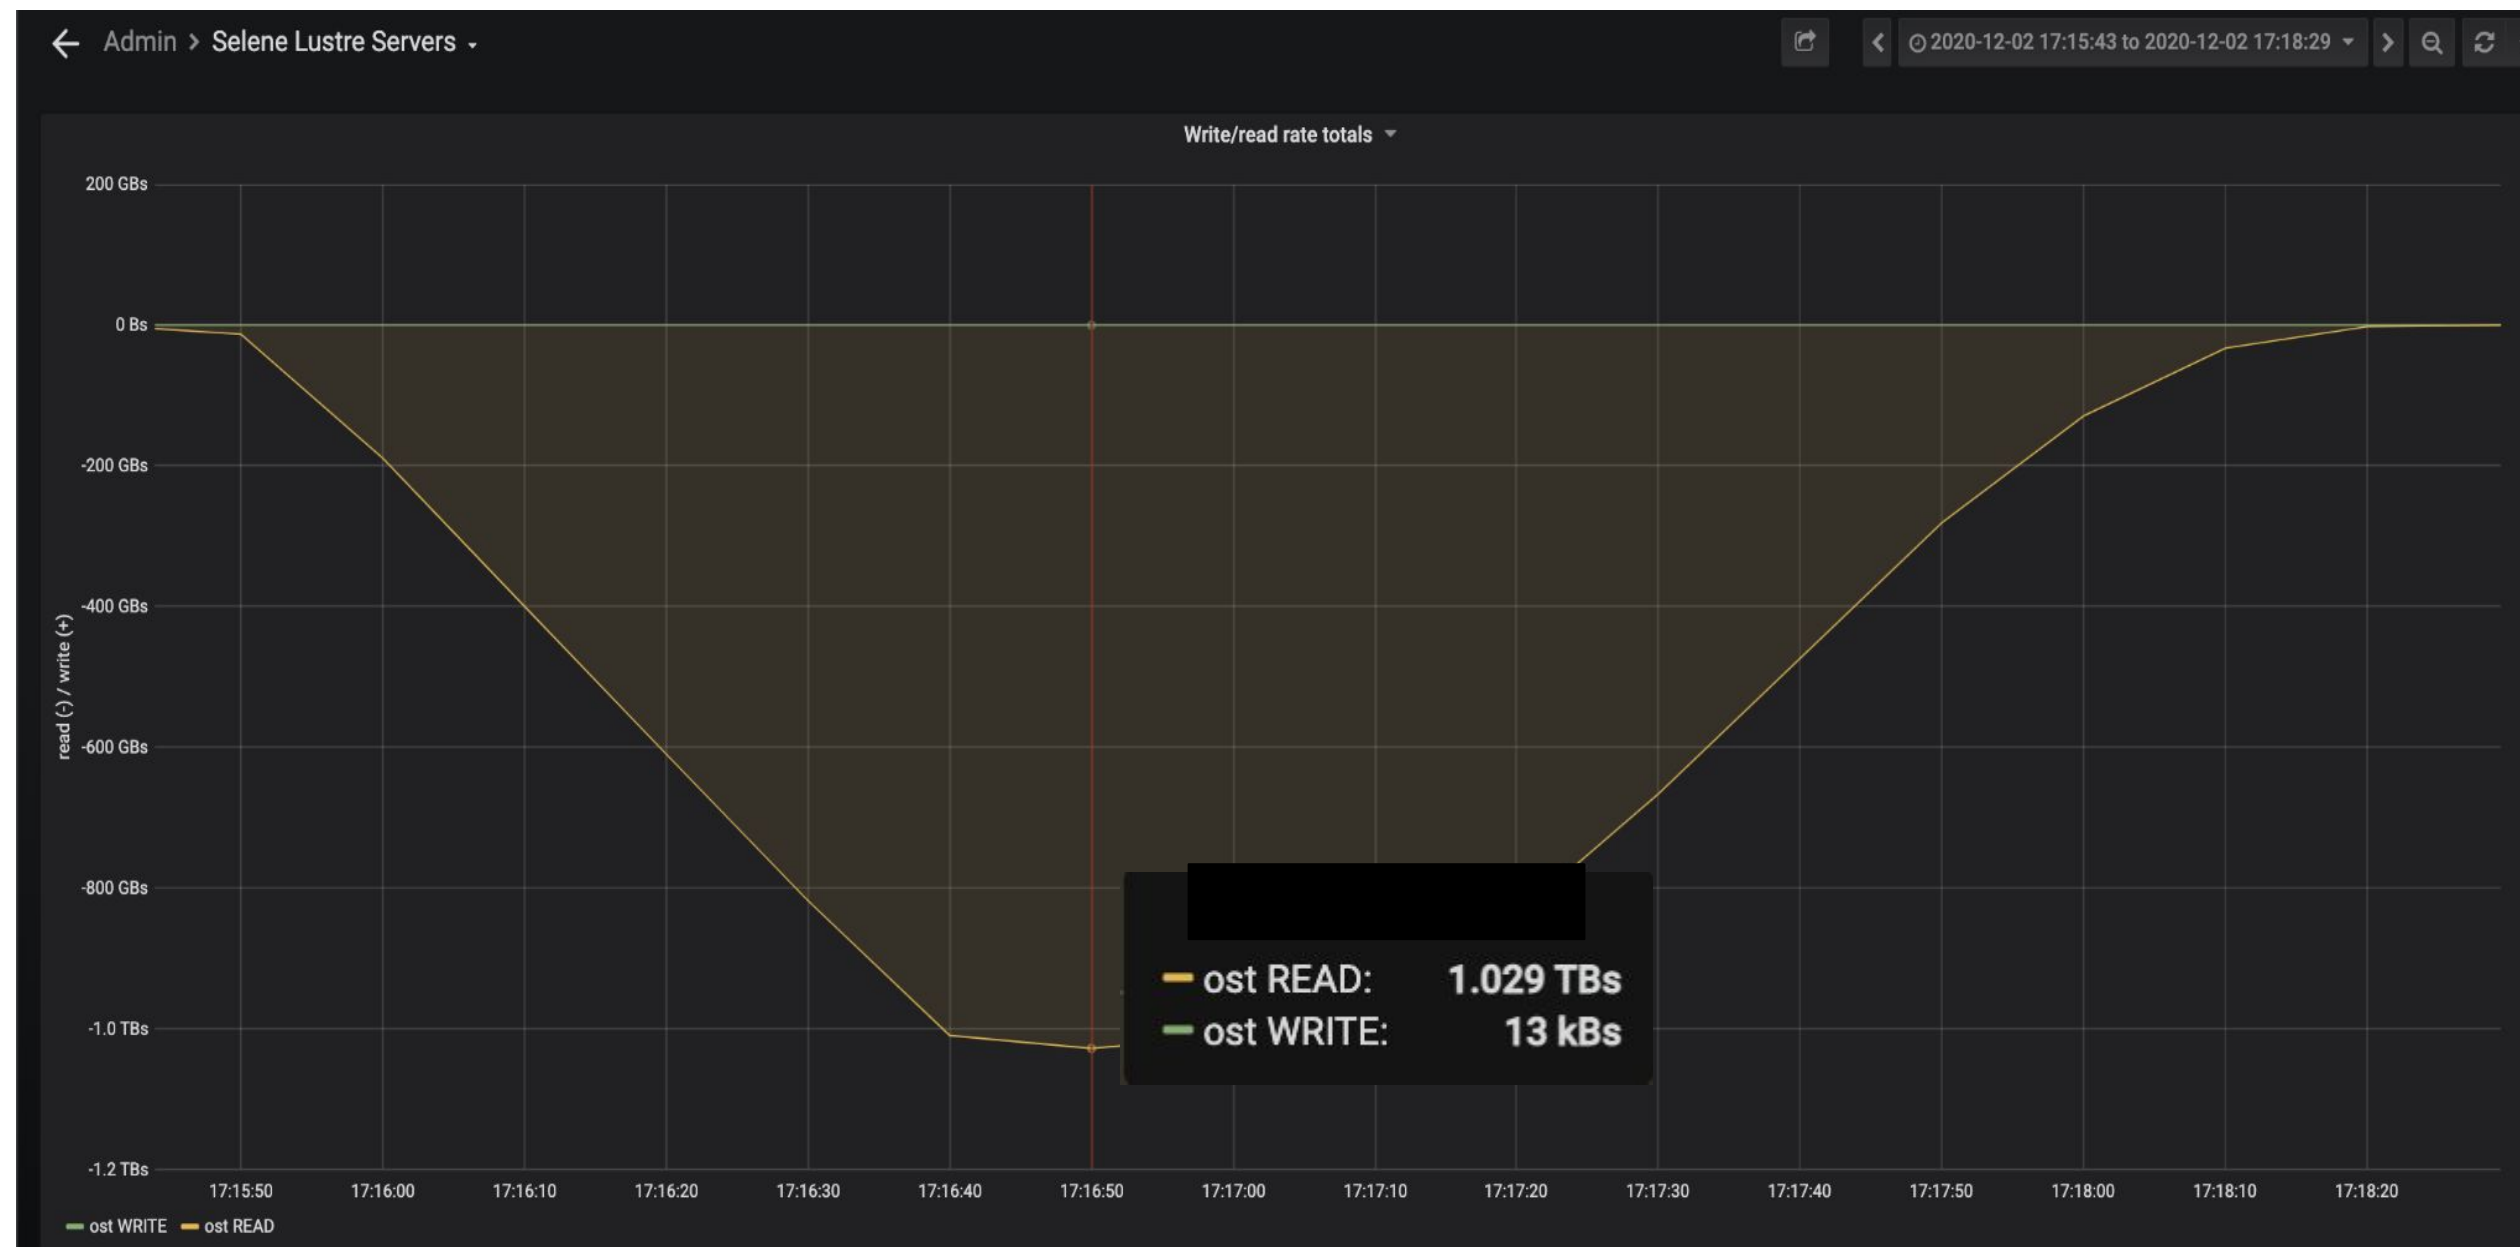 Admin > Selene Lustre Servers
2020-12-02 17:15:43 to 2020-12-02 17:18:29
Write/read rate totals
200 GBs
0 Bs
-200 GBs
-400 GBs
-600 GBs
-800 GBs
-1.0 TBs
-1.2 TBs
read (-) / write (+)
ost READ: 1.029 TBs
ost WRITE: 13 kBs
17:15:50 17:16:00 17:16:10 17:16:20 17:16:30 17:16:40 17:16:50 17:17:00 17:17:10 17:17:20 17:17:30 17:17:40 17:17:50 17:18:00 17:18:10 17:18:20
ost WRITE ost READ